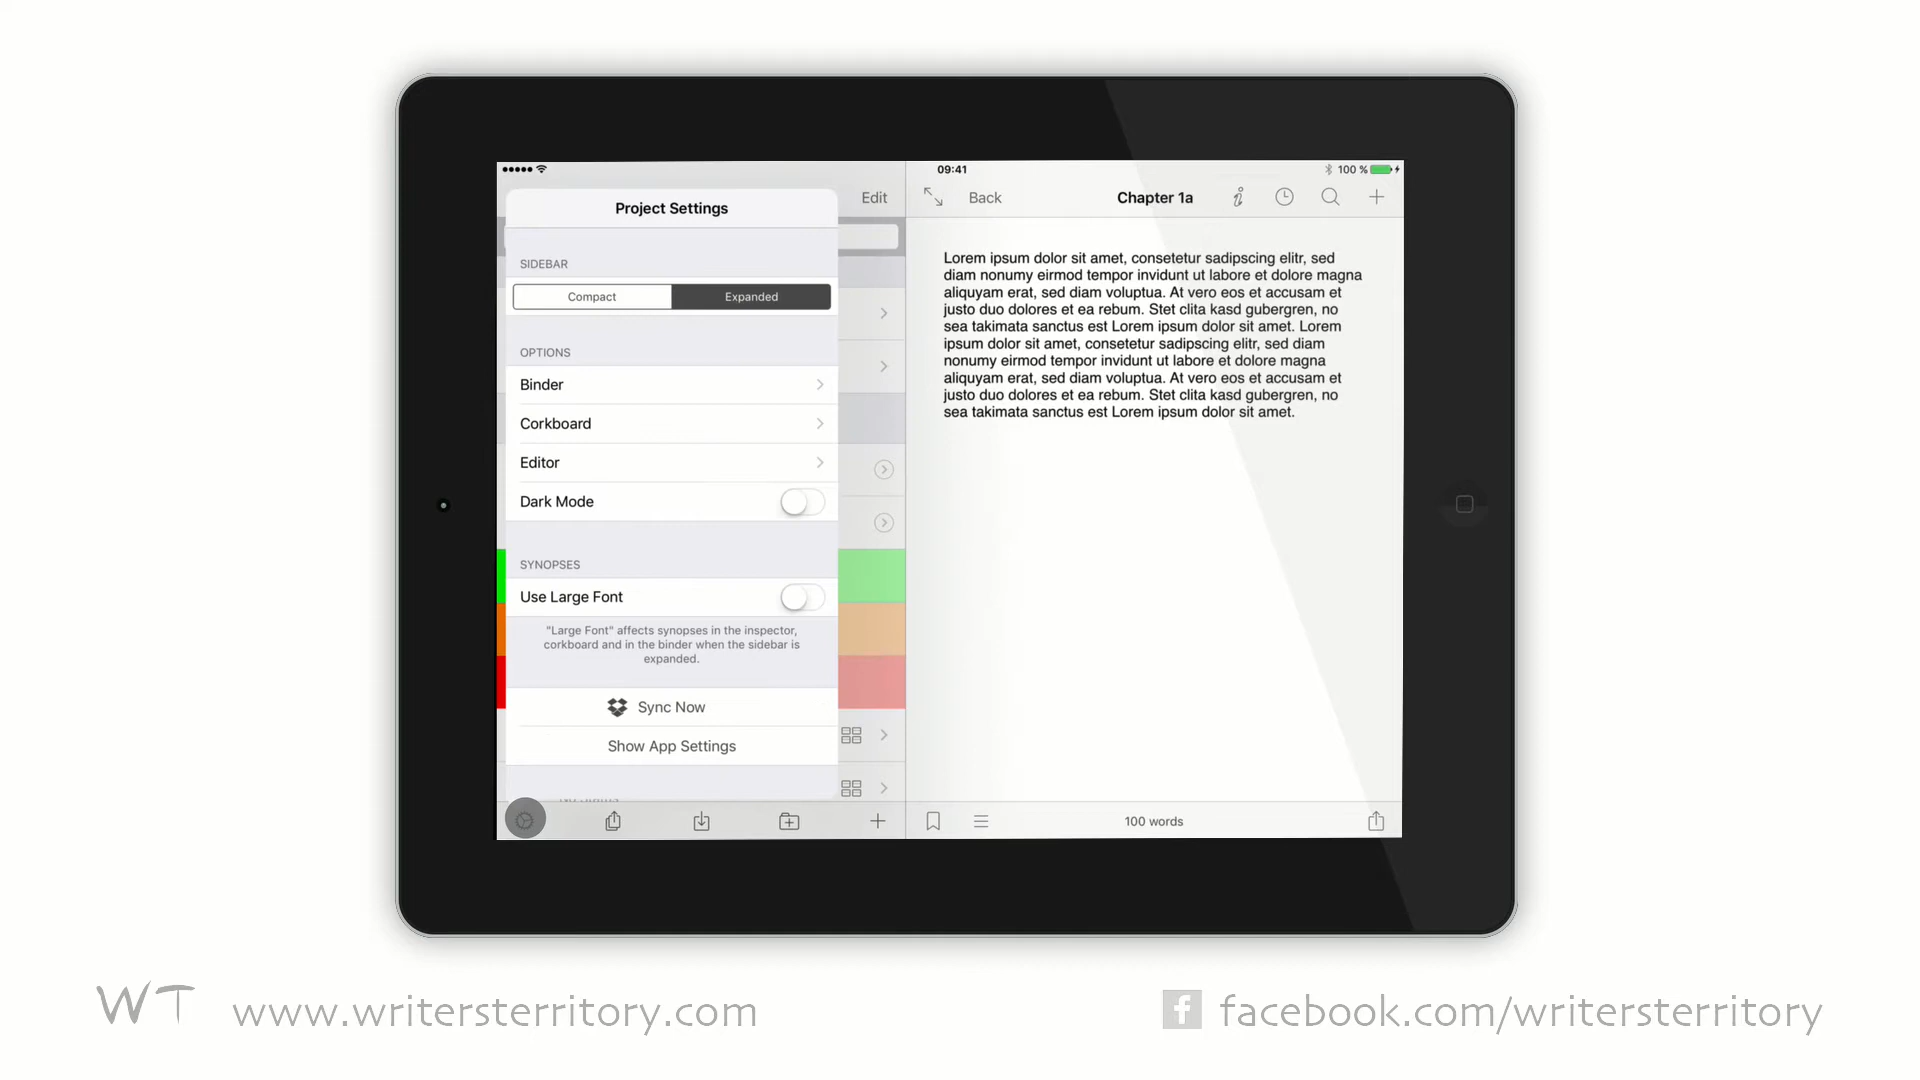 09:41
100 %
Project Settings
Edit
Back
Chapter 1a
SIDEBAR
Compact
Expanded
OPTIONS
Binder
Corkboard
Editor
Dark Mode
SYNOPSES
Use Large Font
"Large Font" affects synopses in the inspector,
corkboard and in the binder when the sidebar is
expanded.
Sync Now
Show App Settings
Lorem ipsum dolor sit amet, consetetur sadipscing elitr, sed
diam nonumy eirmod tempor invidunt ut labore et dolore magna
aliquyam erat, sed diam voluptua. At vero eos et accusam et
justo duo dolores et ea rebum. Stet clita kasd gubergren, no
sea takimata sanctus est Lorem ipsum dolor sit amet. Lorem
ipsum dolor sit amet, consetetur sadipscing elitr, sed diam
nonumy eirmod tempor invidunt ut labore et dolore magna
aliquyam erat, sed diam voluptua. At vero eos et accusam et
justo duo dolores et ea rebum. Stet clita kasd gubergren, no
sea takimata sanctus est Lorem ipsum dolor sit amet.
100 words
WT www.writersterritory.com
facebook.com/writersterritory